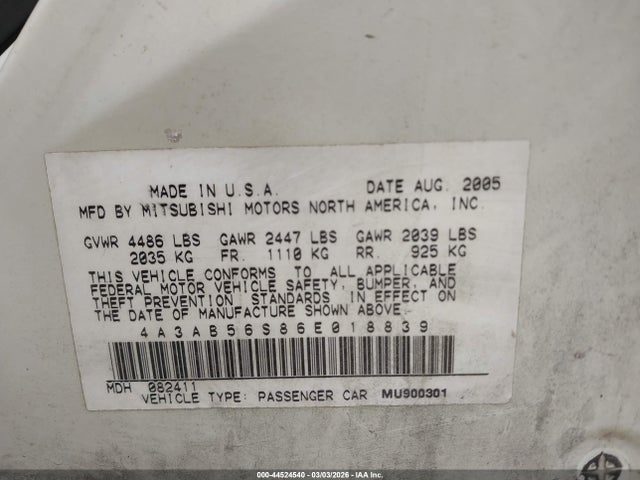 MADE IN U.S.A. DATE AUG. 2005
MFD BY MITSUBISHI MOTORS NORTH AMERICA, INC.
GVWR 4486 LBS GAWR 2447 LBS GAWR 2039 LBS
2035 KG FR. 1110 KG RR. 925 KG
THIS VEHICLE CONFORMS TO ALL APPLICABLE
FEDERAL MOTOR VEHICLE SAFETY, BUMPER, AND
THEFT PREVENTION STANDARDS IN EFFECT ON
THE DATE OF MANUFACTURE SHOWN ABOVE.
4A3AB56S86E018839
MDH 082411
VEHICLE TYPE: PASSENGER CAR MU900301
000-44524540 - 03/03/2026 - IAA Inc.